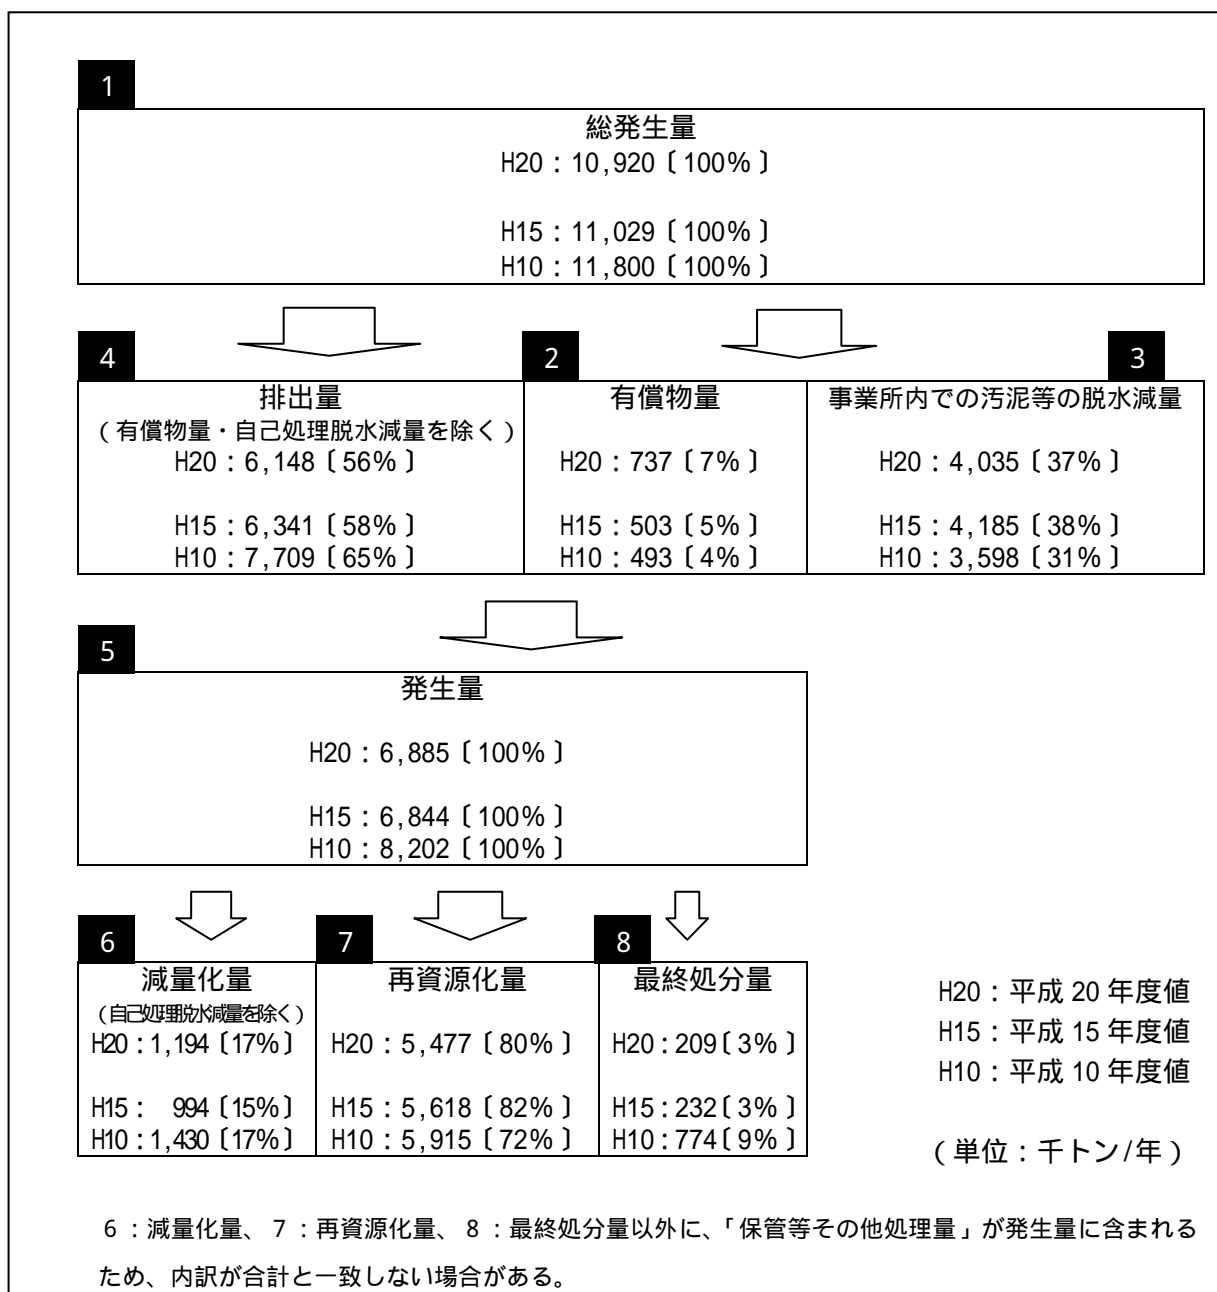 1
総発生量
H20：10,920〔100%〕
H15：11,029〔100%〕
H10：11,800〔100%〕
4
排出量
（有償物量・自己処理脱水減量を除く）
H20：6,148〔56%〕
H15：6,341〔58%〕
H10：7,709〔65%〕
2
有償物量
H20：737〔7%〕
H15：503〔5%〕
H10：493〔4%〕
3
事業所内での汚泥等の脱水減量
H20：4,035〔37%〕
H15：4,185〔38%〕
H10：3,598〔31%〕
5
発生量
H20：6,885〔100%〕
H15：6,844〔100%〕
H10：8,202〔100%〕
6
減量化量
（自己処理脱水減量を除く）
H20：1,194〔17%〕
H15： 994〔15%〕
H10：1,430〔17%〕
7
再資源化量
H20：5,477〔80%〕
H15：5,618〔82%〕
H10：5,915〔72%〕
8
最終処分量
H20：209〔3%〕
H15：232〔3%〕
H10：774〔9%〕
H20：平成 20 年度値
H15：平成 15 年度値
H10：平成 10 年度値
（単位：千トン/年）
6：減量化量、7：再資源化量、8：最終処分量以外に、「保管等その他処理量」が発生量に含まれる
ため、内訳が合計と一致しない場合がある。